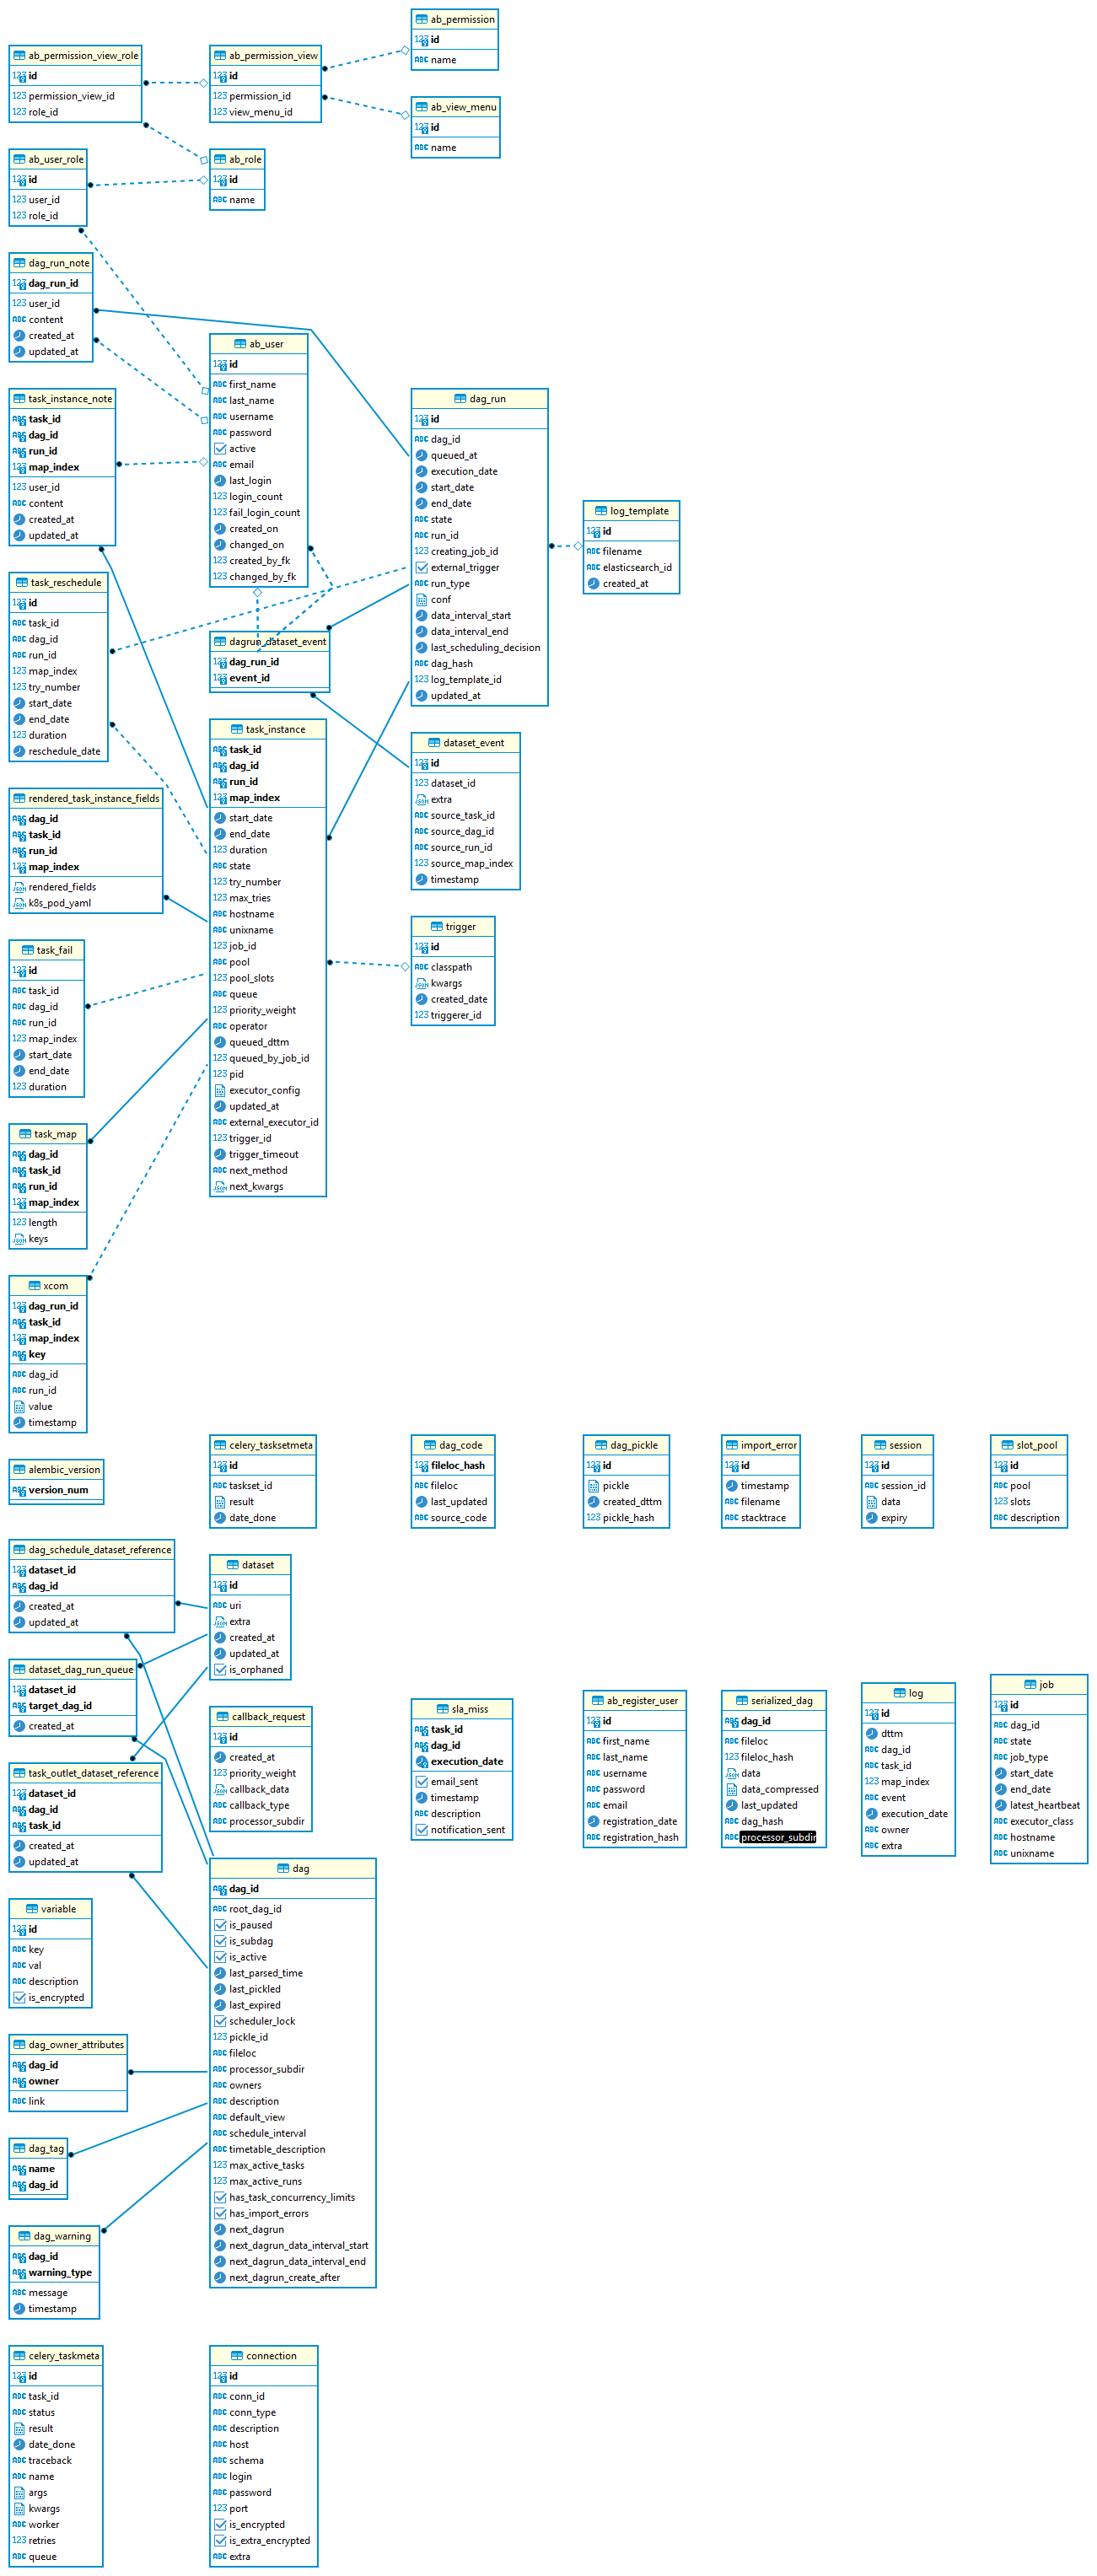 ab_permission
id
name
ab_permission_view_role
id
permission_view_id
role_id
ab_permission_view
id
permission_id
view_menu_id
ab_view_menu
id
name
ab_user_role
id
user_id
role_id
ab_role
id
name
dag_run_note
dag_run_id
user_id
content
created_at
updated_at
ab_user
id
first_name
last_name
username
password
active
email
last_login
login_count
fail_login_count
created_on
changed_on
created_by_fk
changed_by_fk
task_instance_note
task_id
dag_id
run_id
map_index
user_id
content
created_at
updated_at
dag_run
id
dag_id
queued_at
execution_date
start_date
end_date
state
run_id
creating_job_id
external_trigger
run_type
conf
data_interval_start
data_interval_end
last_scheduling_decision
dag_hash
log_template_id
updated_at
log_template
id
filename
elasticsearch_id
created_at
task_reschedule
id
task_id
dag_id
run_id
map_index
try_number
start_date
end_date
duration
reschedule_date
dagrun_dataset_event
dag_run_id
event_id
task_instance
task_id
dag_id
run_id
map_index
start_date
end_date
duration
state
try_number
max_tries
hostname
unixname
job_id
pool
pool_slots
queue
priority_weight
operator
queued_dttm
queued_by_job_id
pid
executor_config
updated_at
external_executor_id
trigger_id
trigger_timeout
next_method
next_kwargs
dataset_event
id
dataset_id
extra
source_task_id
source_dag_id
source_run_id
source_map_index
timestamp
rendered_task_instance_fields
dag_id
task_id
run_id
map_index
rendered_fields
k8s_pod_yaml
trigger
id
classpath
kwargs
created_date
triggerer_id
task_fail
id
task_id
dag_id
run_id
map_index
start_date
end_date
duration
task_map
dag_id
task_id
run_id
map_index
length
keys
xcom
dag_run_id
task_id
map_index
key
dag_id
run_id
value
timestamp
alembic_version
version_num
celery_tasksetmeta
id
taskset_id
result
date_done
dag_code
fileloc_hash
fileloc
last_updated
source_code
dag_pickle
id
pickle
created_dttm
pickle_hash
import_error
id
timestamp
filename
stacktrace
session
id
session_id
data
expiry
slot_pool
id
pool
slots
description
dag_schedule_dataset_reference
dataset_id
dag_id
created_at
updated_at
dataset
id
uri
extra
created_at
updated_at
is_orphaned
dataset_dag_run_queue
dataset_id
target_dag_id
created_at
callback_request
id
created_at
priority_weight
callback_data
callback_type
processor_subdir
sla_miss
task_id
dag_id
execution_date
email_sent
timestamp
description
notification_sent
ab_register_user
id
first_name
last_name
username
password
email
registration_date
registration_hash
serialized_dag
dag_id
fileloc
fileloc_hash
data
data_compressed
last_updated
dag_hash
processor_subdir
log
id
dttm
dag_id
task_id
map_index
event
execution_date
owner
extra
job
id
dag_id
state
job_type
start_date
end_date
latest_heartbeat
executor_class
hostname
unixname
task_outlet_dataset_reference
dataset_id
dag_id
task_id
created_at
updated_at
dag
dag_id
root_dag_id
is_paused
is_subdag
is_active
last_parsed_time
last_pickled
last_expired
scheduler_lock
pickle_id
fileloc
processor_subdir
owners
description
default_view
schedule_interval
timetable_description
max_active_tasks
max_active_runs
has_task_concurrency_limits
has_import_errors
next_dagrun
next_dagrun_data_interval_start
next_dagrun_data_interval_end
next_dagrun_create_after
variable
id
key
val
description
is_encrypted
dag_owner_attributes
dag_id
owner
link
dag_tag
name
dag_id
dag_warning
dag_id
warning_type
message
timestamp
celery_taskmeta
id
task_id
status
result
date_done
traceback
name
args
kwargs
worker
retries
queue
connection
id
conn_id
conn_type
description
host
schema
login
password
port
is_encrypted
is_extra_encrypted
extra